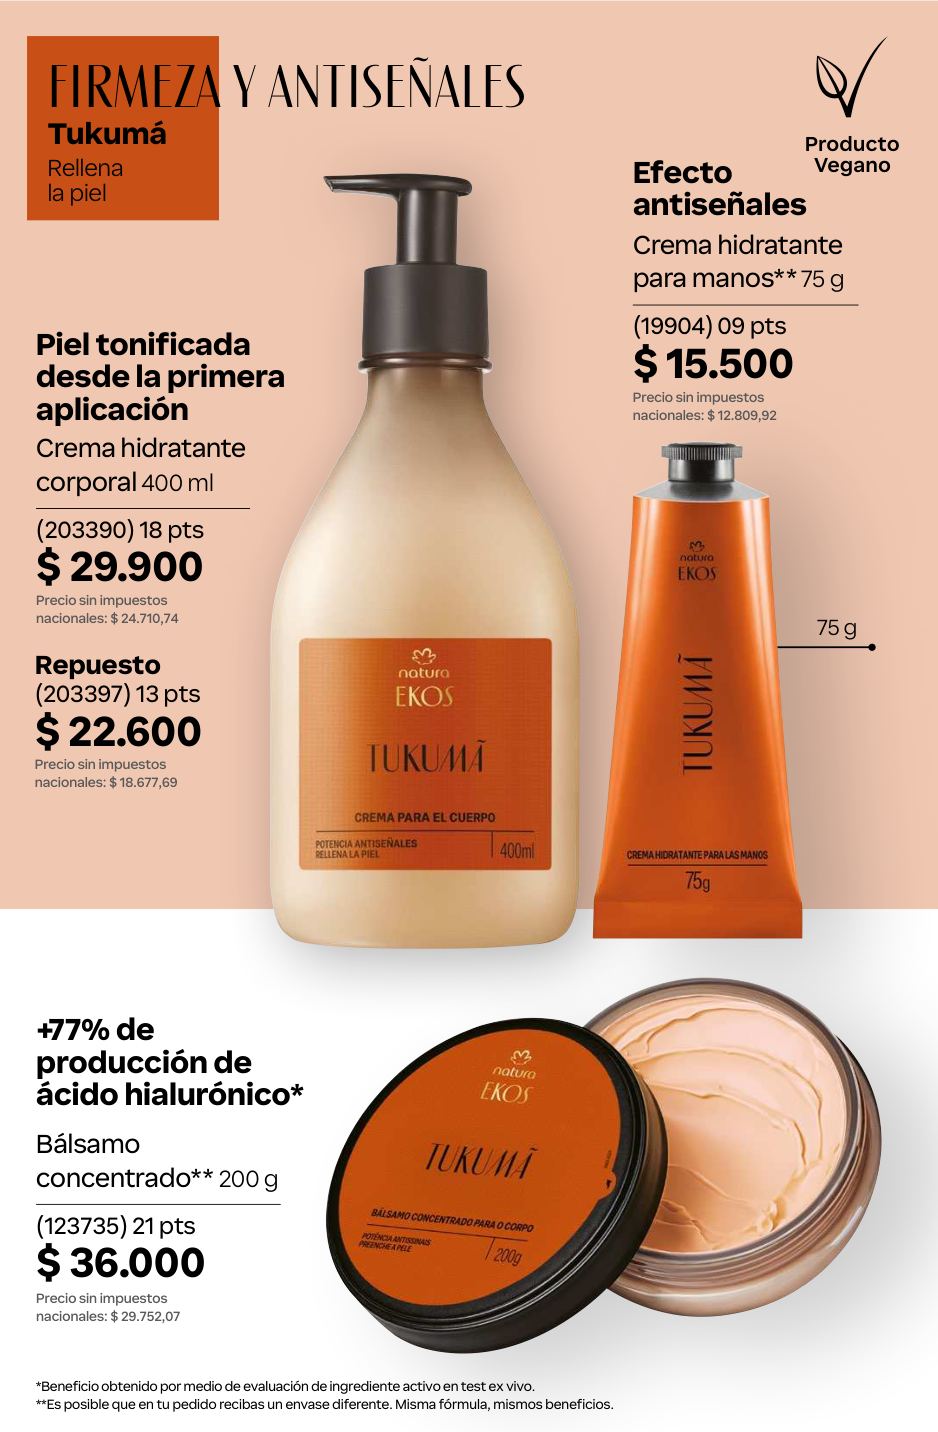 FIRMEZA Y ANTISEÑALES
Tukumá
Rellena
la piel
Producto
Vegano
Efecto
antiseñales
Crema hidratante
para manos** 75 g
(19904) 09 pts
$ 15.500
Precio sin impuestos
nacionales: $ 12.809,92
Piel tonificada
desde la primera
aplicación
Crema hidratante
corporal 400 ml
(203390) 18 pts
$ 29.900
Precio sin impuestos
nacionales: $ 24.710,74
Repuesto
(203397) 13 pts
$ 22.600
Precio sin impuestos
nacionales: $ 18.677,69
natura
EKOS
TUKUMÃ
CREMA PARA EL CUERPO
POTENCIA ANTISEÑALES
RELLENA LA PIEL
400ml
natura
EKOS
TUKUMÃ
CREMA HIDRATANTE PARA LAS MANOS
75g
75 g
+77% de
producción de
ácido hialurónico*
Bálsamo
concentrado** 200 g
(123735) 21 pts
$ 36.000
Precio sin impuestos
nacionales: $ 29.752,07
natura
EKOS
TUKUMÃ
BÁLSAMO CONCENTRADO PARA O CORPO
POTÊNCIA ANTISSINAIS
PREENCHE A PELE
200g
*Beneficio obtenido por medio de evaluación de ingrediente activo en test ex vivo.
**Es posible que en tu pedido recibas un envase diferente. Misma fórmula, mismos beneficios.